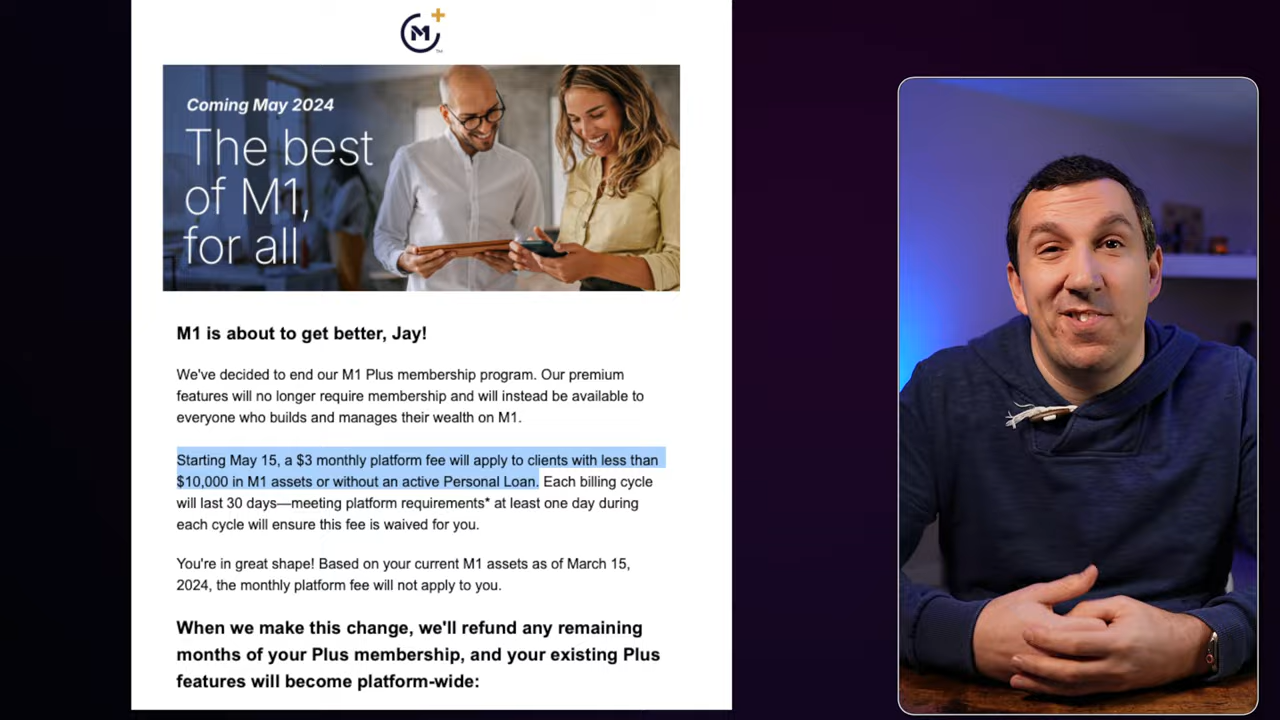 M
Coming May 2024
The best
of M1,
for all
M1 is about to get better, Jay!
We've decided to end our M1 Plus membership program. Our premium
features will no longer require membership and will instead be available to
everyone who builds and manages their wealth on M1.
Starting May 15, a $3 monthly platform fee will apply to clients with less than
$10,000 in M1 assets or without an active Personal Loan. Each billing cycle
will last 30 days—meeting platform requirements* at least one day during
each cycle will ensure this fee is waived for you.
You're in great shape! Based on your current M1 assets as of March 15,
2024, the monthly platform fee will not apply to you.
When we make this change, we'll refund any remaining
months of your Plus membership, and your existing Plus
features will become platform-wide: